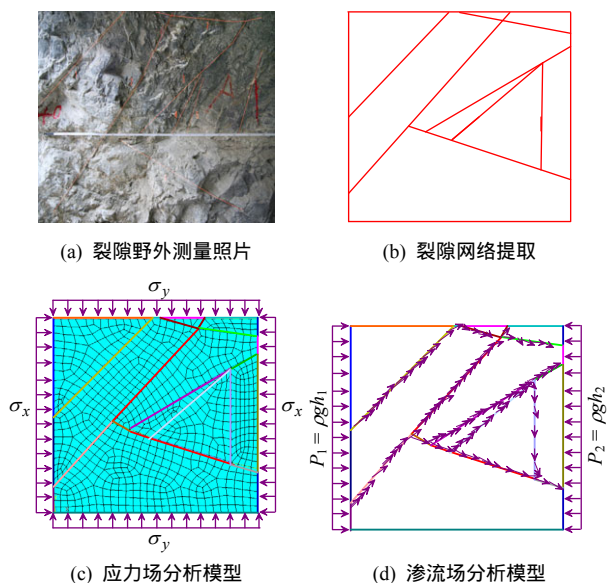 (a) 裂隙野外测量照片
(b) 裂隙网络提取
σy
σx
σx
σy
P1 = ρgh1
P2 = ρgh2
(c) 应力场分析模型
(d) 渗流场分析模型